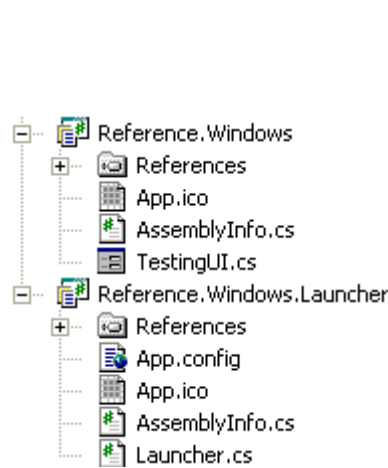 Reference.Windows
References
App.ico
AssemblyInfo.cs
TestingUI.cs
Reference.Windows.Launcher
References
App.config
App.ico
AssemblyInfo.cs
Launcher.cs